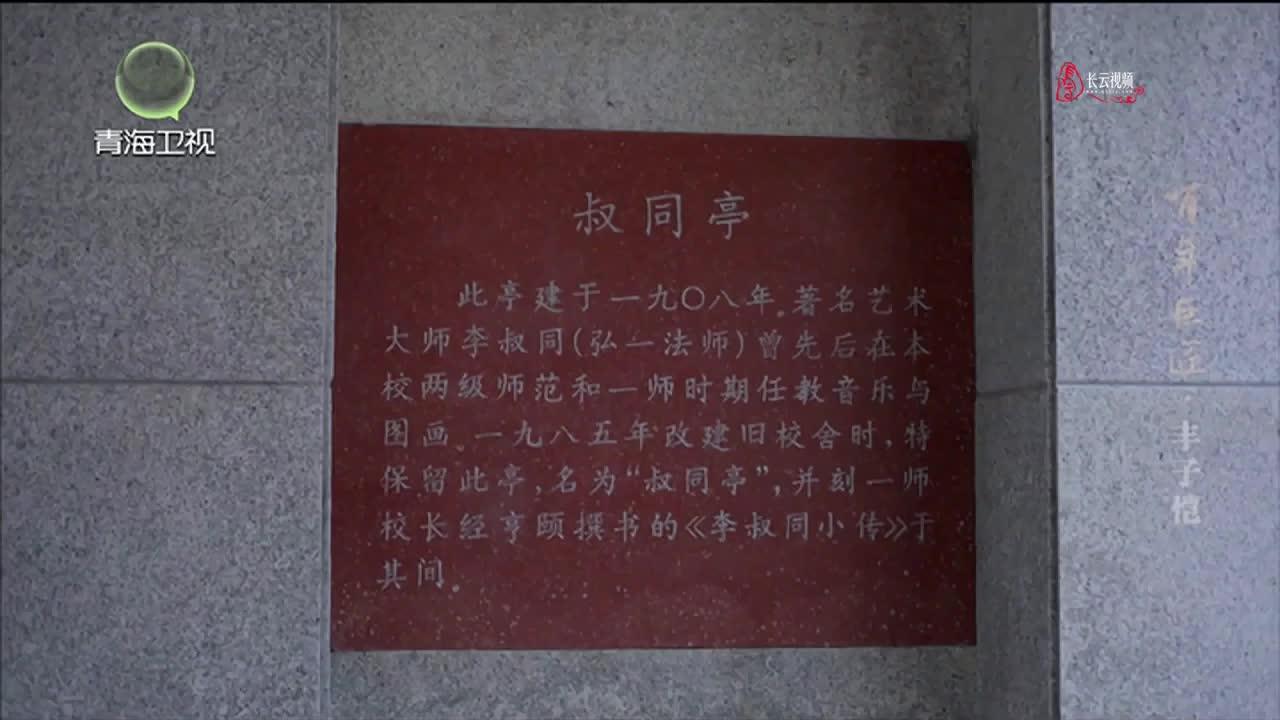 青海卫视
长云视频
叔同亭
此亭建于一九〇八年。著名艺术
大师李叔同(弘一法师)曾先后在本
校两级师范和一师时期任教音乐与
图画。一九八五年改建旧校舍时,特
保留此亭,名为“叔同亭”,并刻一师
校长经亨颐撰书的《李叔同小传》于
其间。
百年巨匠·丰子恺